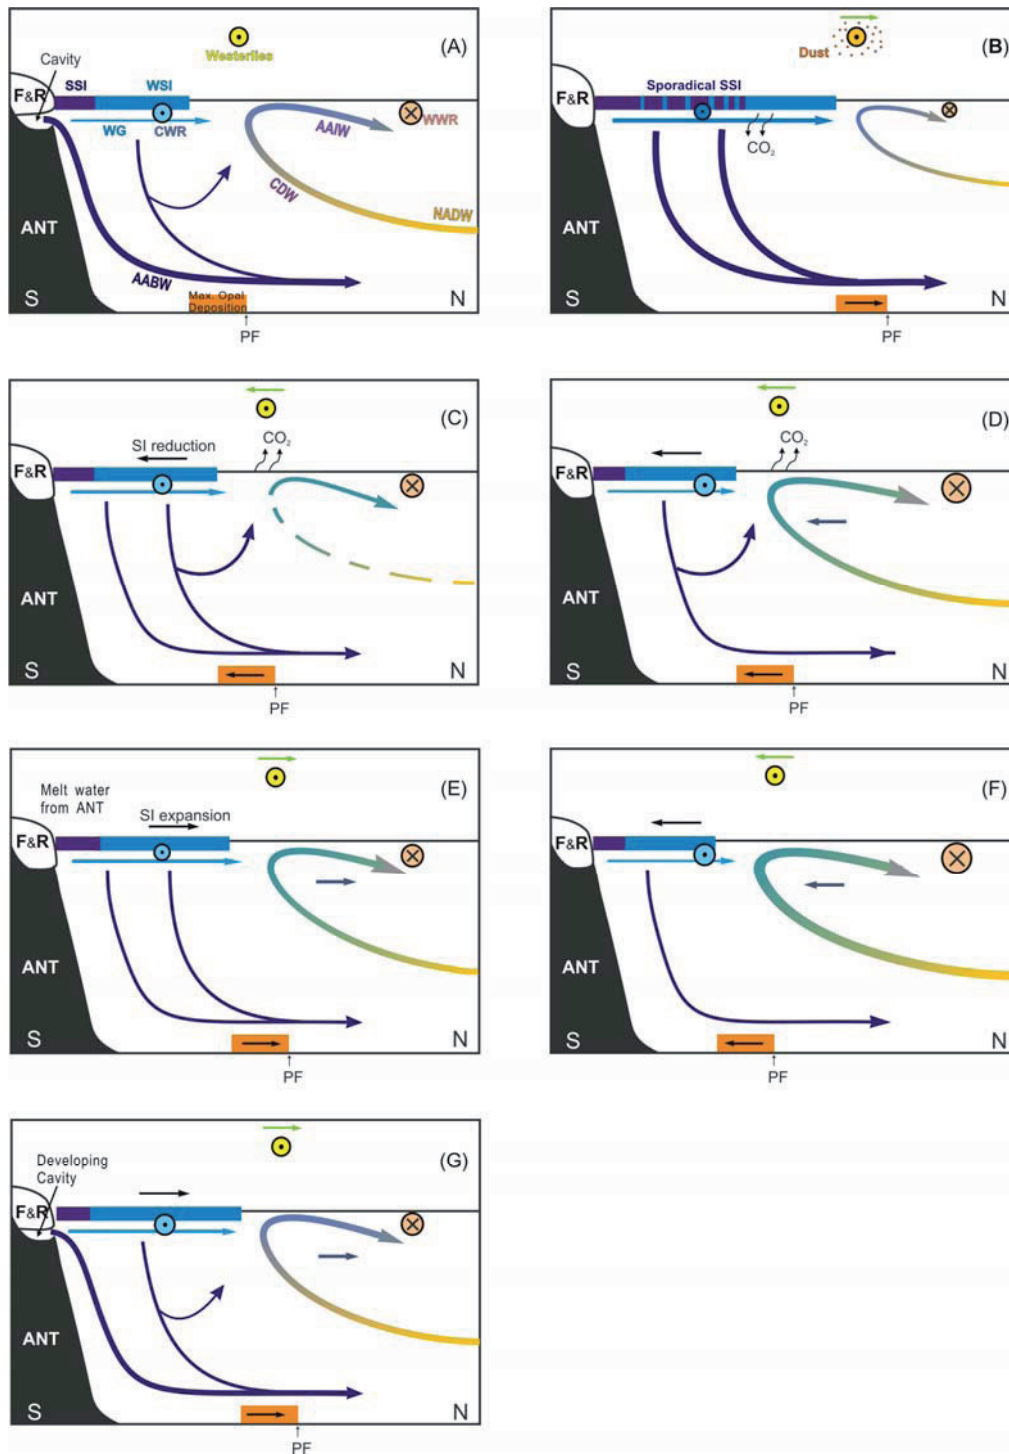 (A)
Westerlies
Cavity
F&R
SSI
WSI
WG
CWR
AAIW
WWR
CDW
NADW
ANT
AABW
S
Max. Opal
Deposition
N
PF
(B)
Dust
F&R
Sporadical SSI
CO2
ANT
S
N
PF
(C)
CO2
SI reduction
F&R
ANT
S
N
PF
(D)
CO2
F&R
ANT
S
N
PF
(E)
Melt water
from ANT
SI expansion
F&R
ANT
S
N
PF
(F)
F&R
ANT
S
N
PF
(G)
Developing
Cavity
F&R
ANT
S
N
PF